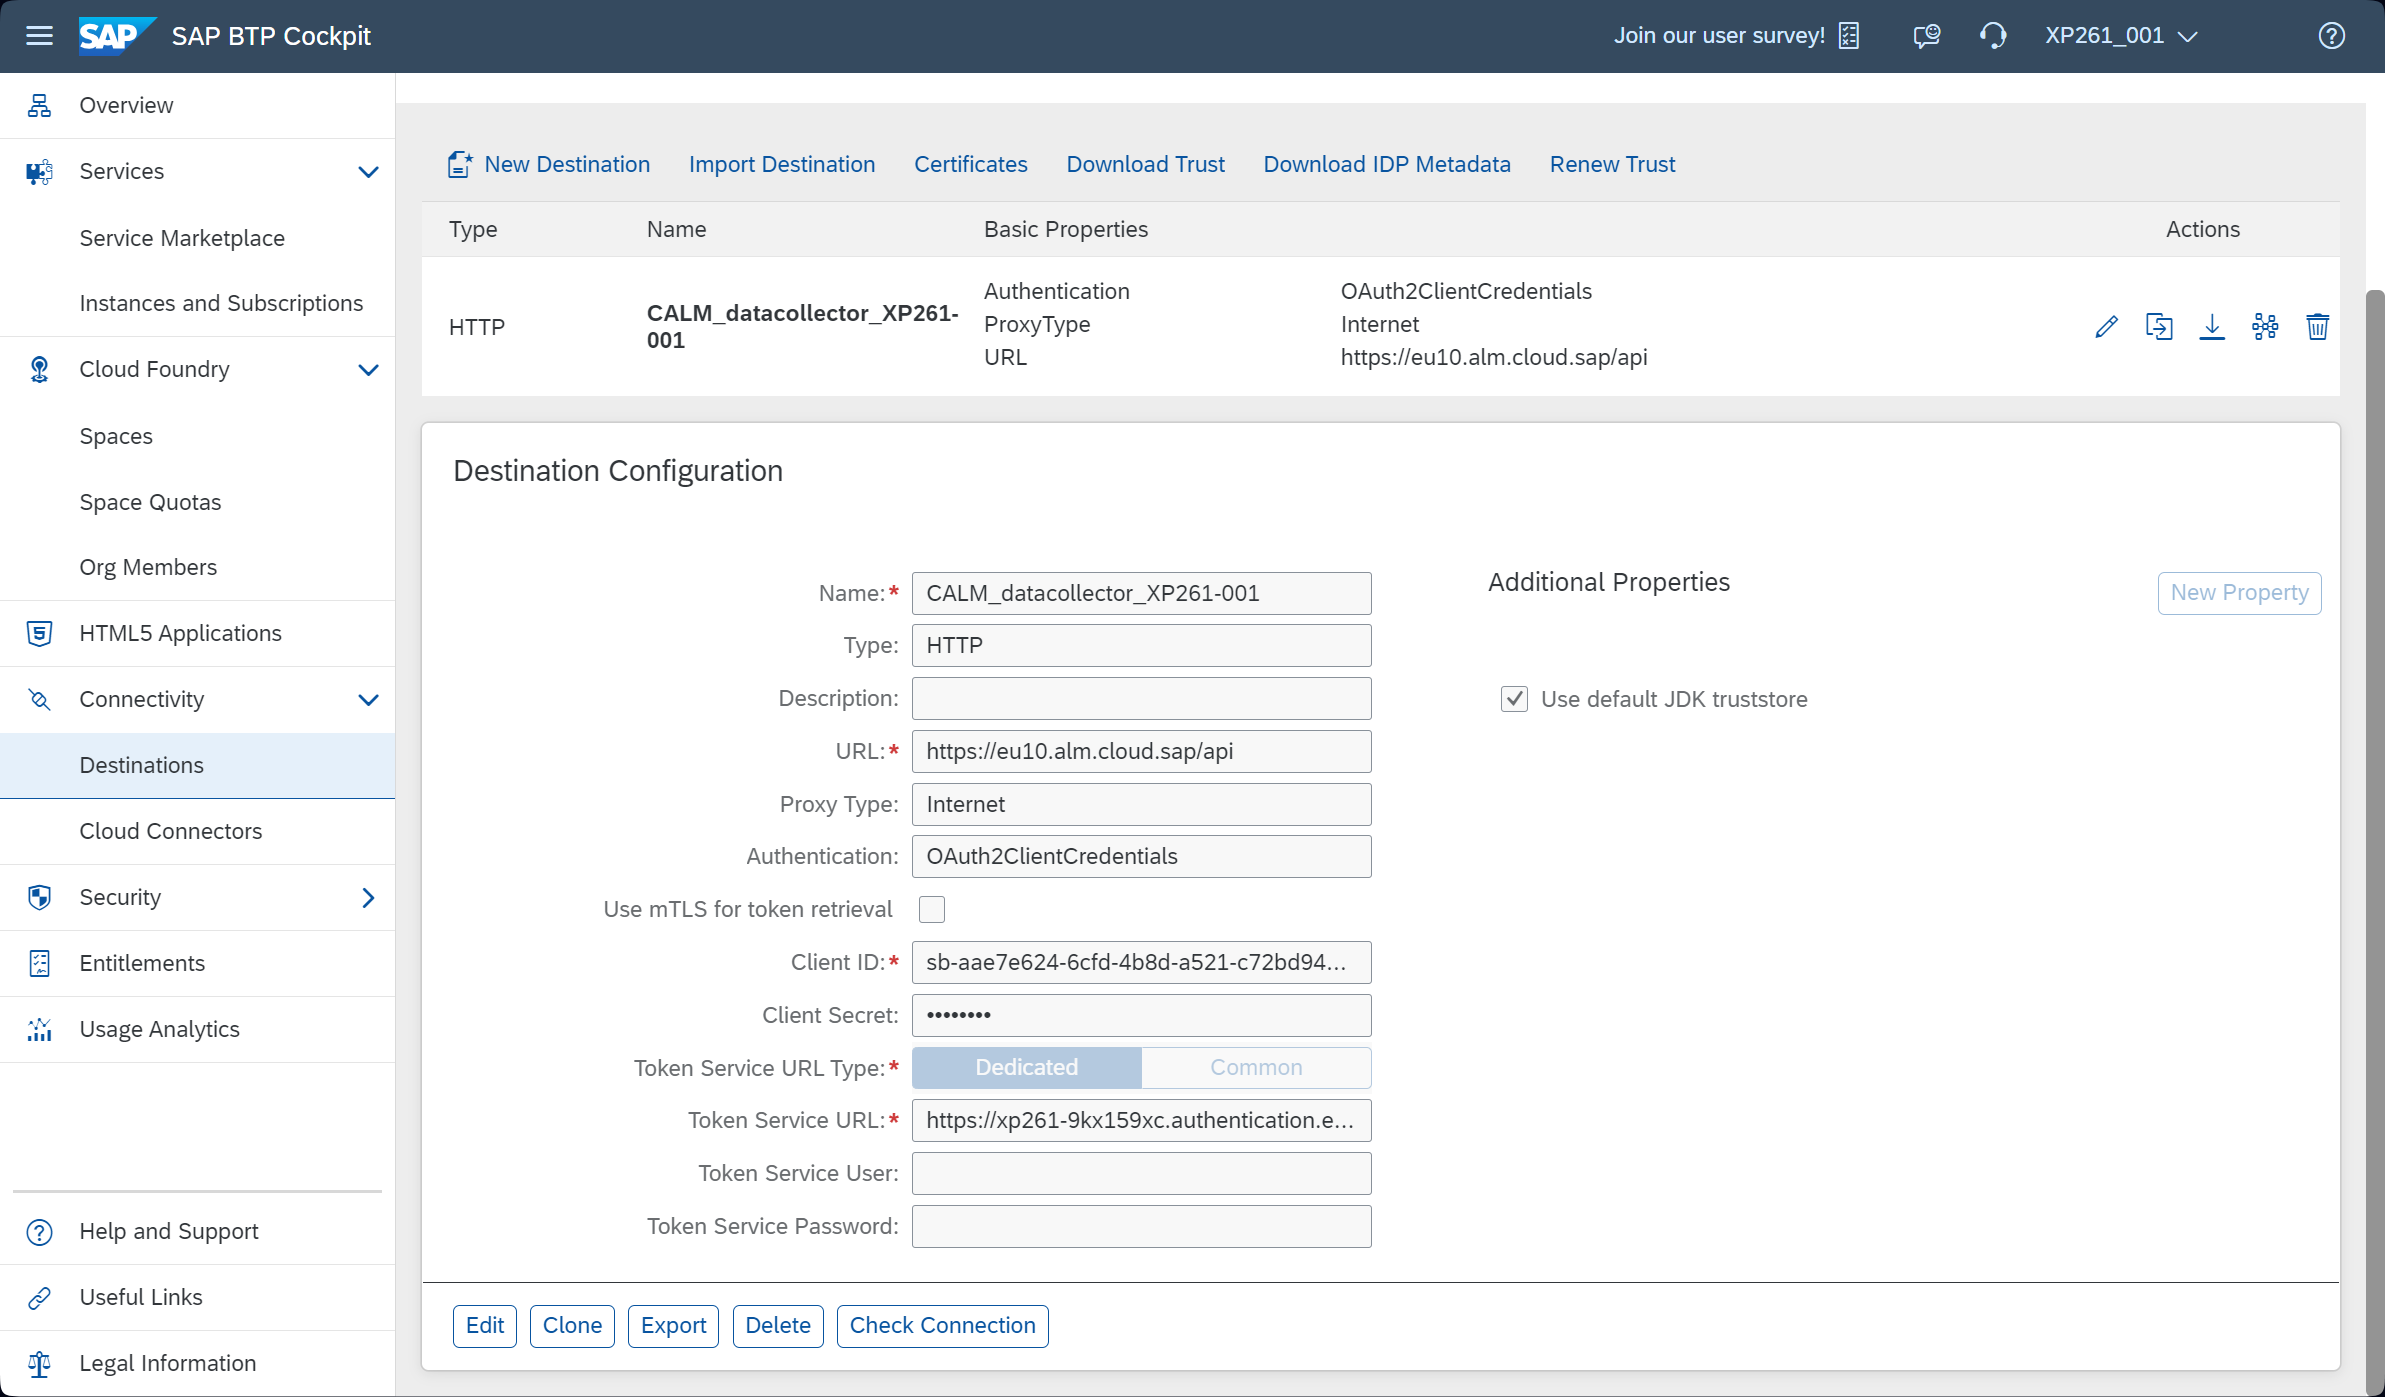 SAP SAP BTP Cockpit
Join our user survey!
XP261_001
Overview
Services
Service Marketplace
Instances and Subscriptions
Cloud Foundry
Spaces
Space Quotas
Org Members
HTML5 Applications
Connectivity
Destinations
Cloud Connectors
Security
Entitlements
Usage Analytics
Help and Support
Useful Links
Legal Information
New Destination Import Destination Certificates Download Trust Download IDP Metadata Renew Trust
Type Name Basic Properties Actions
HTTP
CALM_datacollector_XP261-
001
Authentication OAuth2ClientCredentials
ProxyType Internet
URL https://eu10.alm.cloud.sap/api
Destination Configuration
Name:* CALM_datacollector_XP261-001
Type: HTTP
Description:
URL:* https://eu10.alm.cloud.sap/api
Proxy Type: Internet
Authentication: OAuth2ClientCredentials
Use mTLS for token retrieval
Client ID:* sb-aae7e624-6cfd-4b8d-a521-c72bd94...
Client Secret: ••••••••
Token Service URL Type:* Dedicated Common
Token Service URL:* https://xp261-9kx159xc.authentication.e...
Token Service User:
Token Service Password:
Additional Properties
New Property
Use default JDK truststore
Edit Clone Export Delete Check Connection